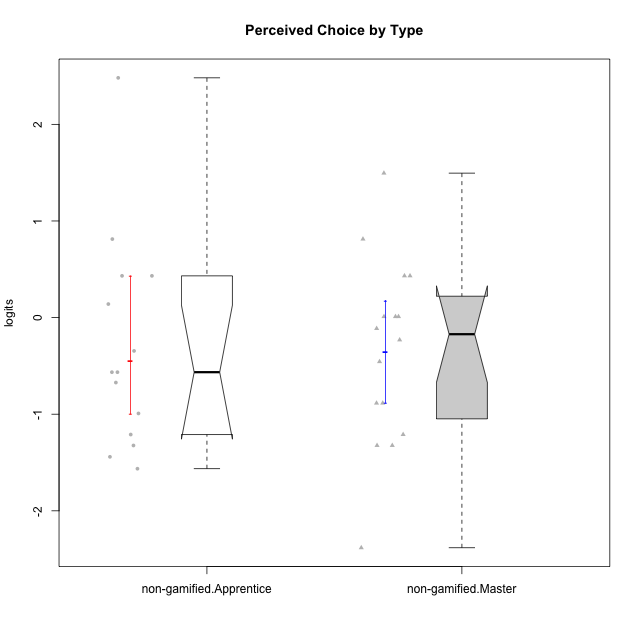 Perceived Choice by Type
2
1
0
-1
-2
logits
non-gamified.Apprentice
non-gamified.Master